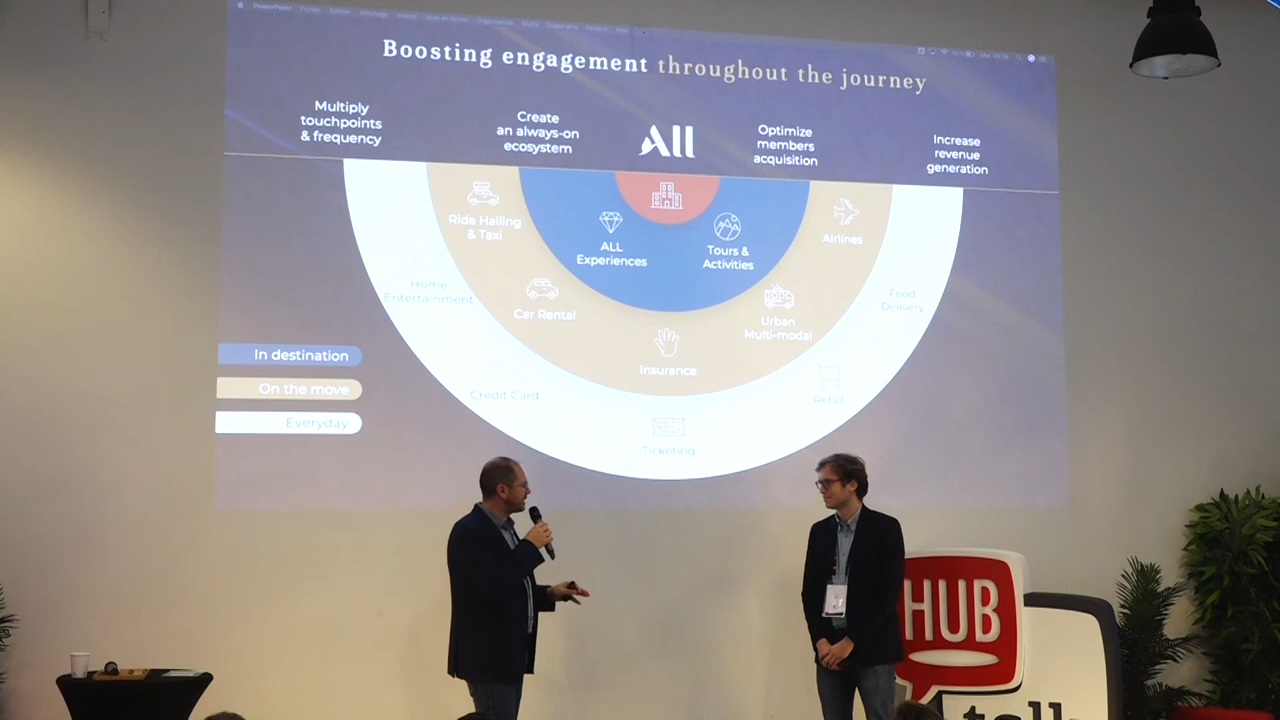 PowerPoint
Boosting engagement throughout the journey
Multiply
touchpoints
& frequency
Create
an always-on
ecosystem
All
Optimize
members
acquisition
Increase
revenue
generation
Ride Hailing
& Taxi
ALL
Experiences
Tours &
Activities
Airlines
Home
Entertainment
Car Rental
Urban
Multi-modal
Food
Delivery
Insurance
Credit Card
Retail
Ticketing
In destination
On the move
Everyday
HUB
talk